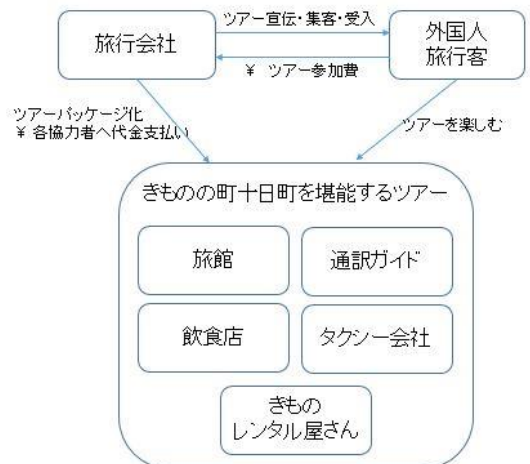 旅行会社
ツアー宣伝・集客・受入
外国人
旅行客
¥ ツアー参加費
ツアーパッケージ化
¥ 各協力者へ代金支払い
ツアーを楽しむ
きものの町十日町を堪能するツアー
旅館
通訳ガイド
飲食店
タクシー会社
きもの
レンタル屋さん